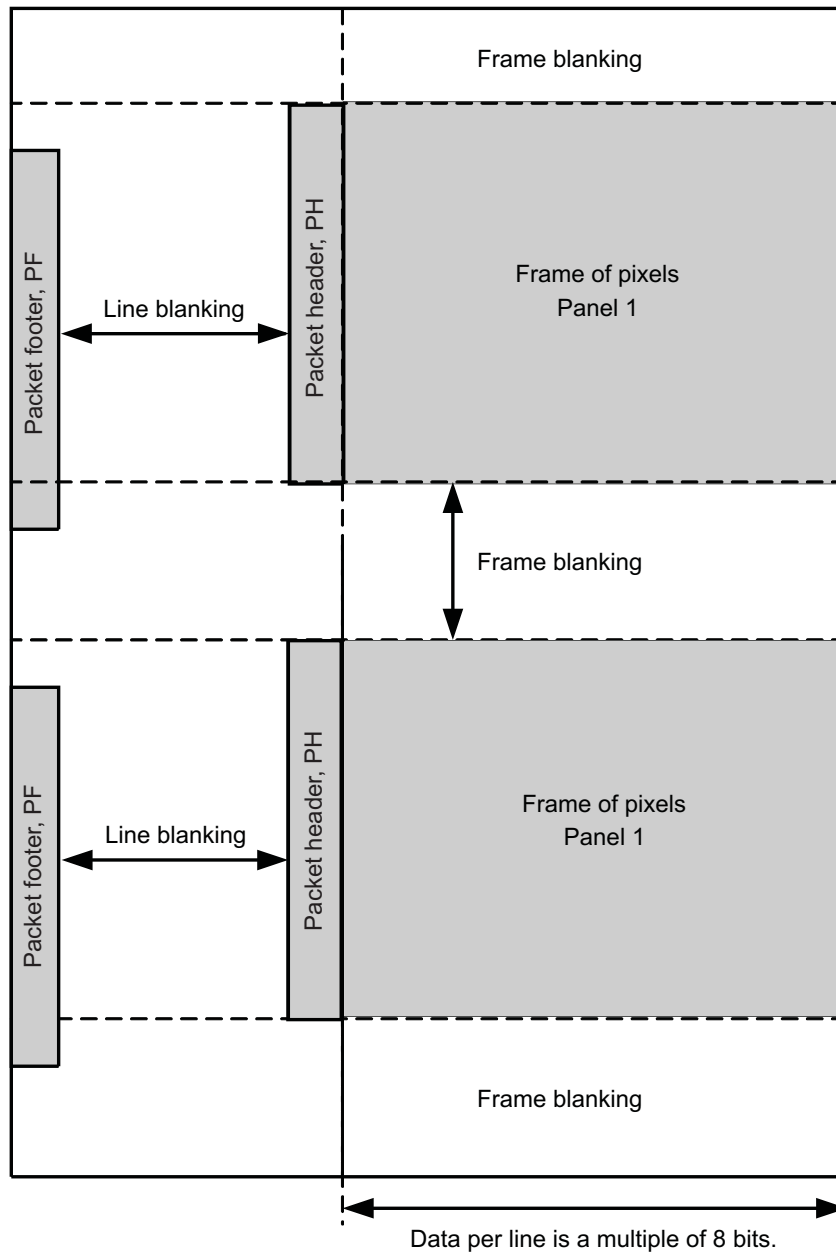 Frame blanking
Packet footer, PF
Line blanking
Packet header, PH
Frame of pixels
Panel 1
Frame blanking
Packet footer, PF
Line blanking
Packet header, PH
Frame of pixels
Panel 1
Frame blanking
Data per line is a multiple of 8 bits.